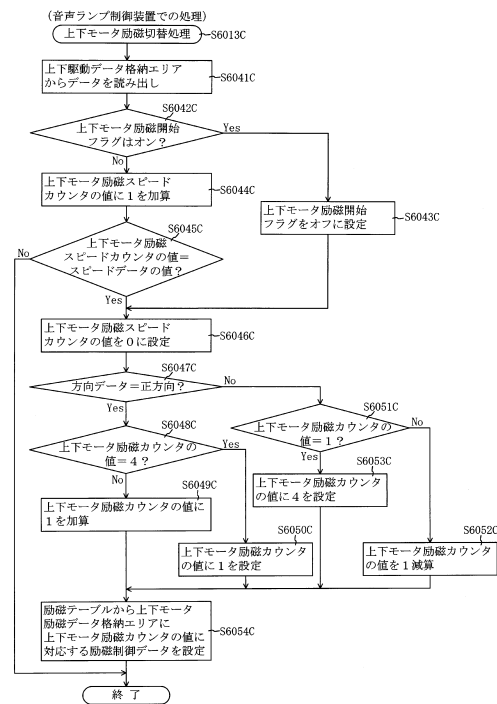 (音声ランプ制御装置での処理)
上下モータ励磁切替処理
S6013C
上下駆動データ格納エリア
からデータを読み出し
S6041C
S6042C
上下モータ励磁開始
フラグはオン?
Yes
No
上下モータ励磁スピード
カウンタの値に1を加算
S6044C
上下モータ励磁開始
フラグをオフに設定
S6043C
S6045C
上下モータ励磁
スピードカウンタの値=
スピードデータの値?
No
Yes
上下モータ励磁スピード
カウンタの値を0に設定
S6046C
S6047C
方向データ=正方向?
No
Yes
S6048C
上下モータ励磁カウンタの
値=4?
Yes
No
S6051C
上下モータ励磁カウンタの
値=1?
No
Yes
S6053C
上下モータ励磁カウンタ
の値に4を設定
S6049C
上下モータ励磁カウンタの値に
1を加算
S6050C
上下モータ励磁カウンタ
の値に1を設定
S6052C
上下モータ励磁カウンタ
の値を1減算
励磁テーブルから上下モータ
励磁データ格納エリアに
上下モータ励磁カウンタの値に
対応する励磁制御データを設定
S6054C
終了